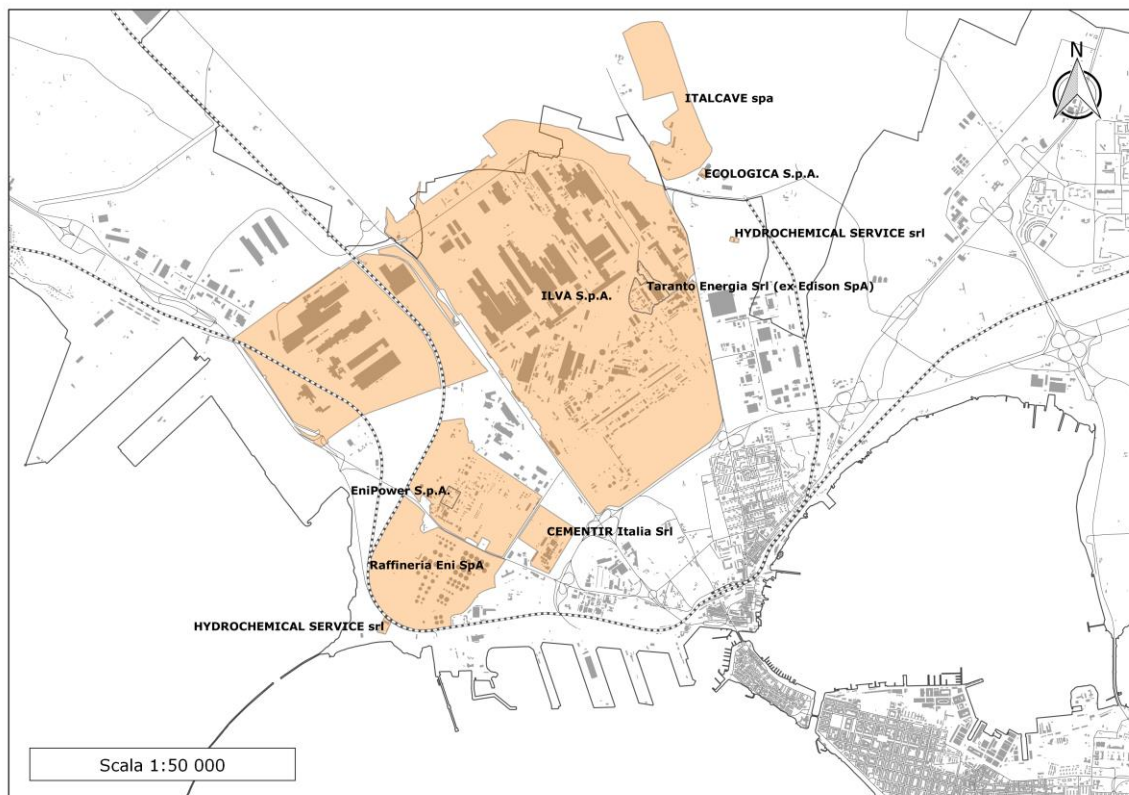 N
ITALCAVE spa
ECOLOGICA S.p.A.
HYDROCHEMICAL SERVICE srl
Taranto Energia Srl (ex Edison SpA)
ILVA S.p.A.
EniPower S.p.A.
CEMENTIR Italia Srl
Raffineria Eni SpA
HYDROCHEMICAL SERVICE srl
Scala 1:50 000